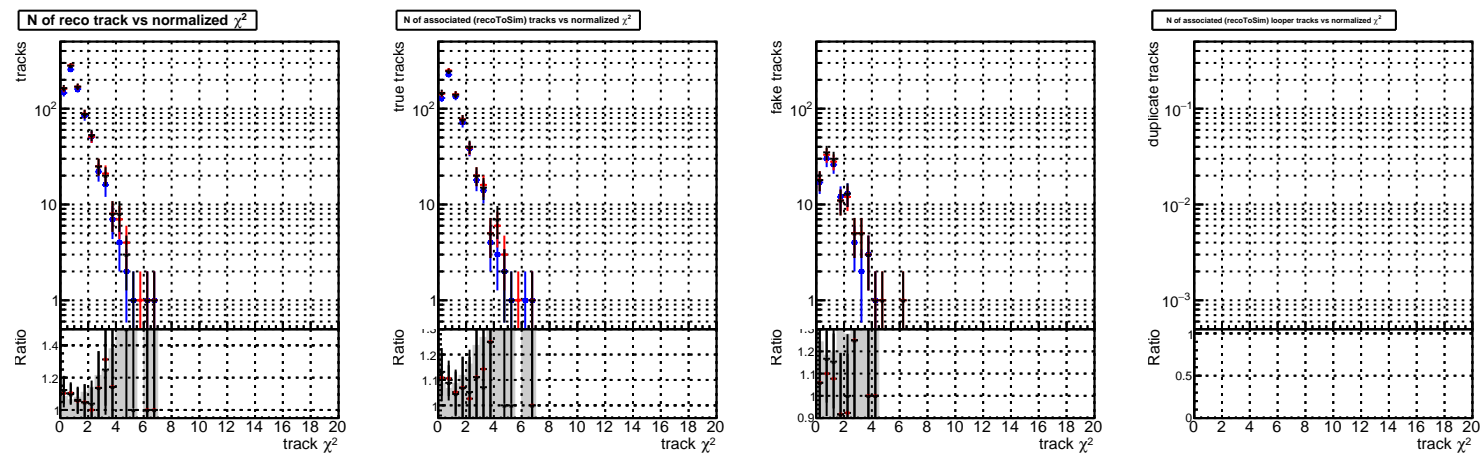 N of reco track vs normalized χ²
tracks
10²
10
1
Ratio
1.4
1.2
1
0 2 4 6 8 10 12 14 16 18 20
track χ²
N of associated (recoToSim) tracks vs normalized χ²
true tracks
10²
10
1
Ratio
1.3
1.2
1.1
1
0 2 4 6 8 10 12 14 16 18 20
track χ²
fake tracks
10²
10
1
Ratio
1.3
1.2
1.1
1
0.9
0 2 4 6 8 10 12 14 16 18 20
track χ²
N of associated (recoToSim) looper tracks vs normalized χ²
duplicate tracks
10⁻¹
10⁻²
10⁻³
Ratio
1
0.5
0
0 2 4 6 8 10 12 14 16 18 20
track χ²